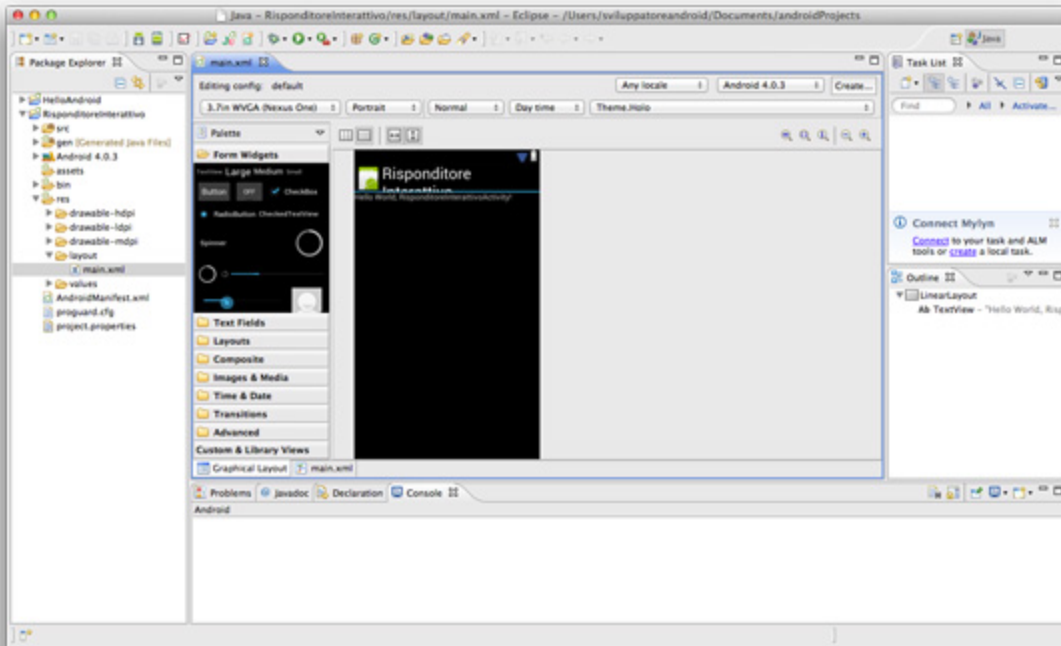 Java – RisponditoreInterattivo/res/layout/main.xml – Eclipse – /Users/sviluppatoreandroid/Documents/androidProjects
Java
Package Explorer
HelloAndroid
RisponditoreInterattivo
src
gen [Generated Java Files]
Android 4.0.3
assets
bin
res
drawable-hdpi
drawable-ldpi
drawable-mdpi
layout
main.xml
values
AndroidManifest.xml
proguard.cfg
project.properties
main.xml
Editing config: default
Any locale
Android 4.0.3
Create...
3.7in WVGA (Nexus One)
Portrait
Normal
Day time
Theme.Holo
Palette
Form Widgets
TextView Large Medium Small
Button OFF CheckBox
RadioButton CheckedTextView
Spinner
Text Fields
Layouts
Composite
Images & Media
Time & Date
Transitions
Advanced
Custom & Library Views
Risponditore
Interattivo
Hello World, RisponditoreInterattivoActivity!
Graphical Layout
main.xml
Task List
Find
All
Activate...
Connect Mylyn
Connect to your task and ALM
tools or create a local task.
Outline
LinearLayout
Ab TextView – "Hello World, Ris
Problems
Javadoc
Declaration
Console
Android